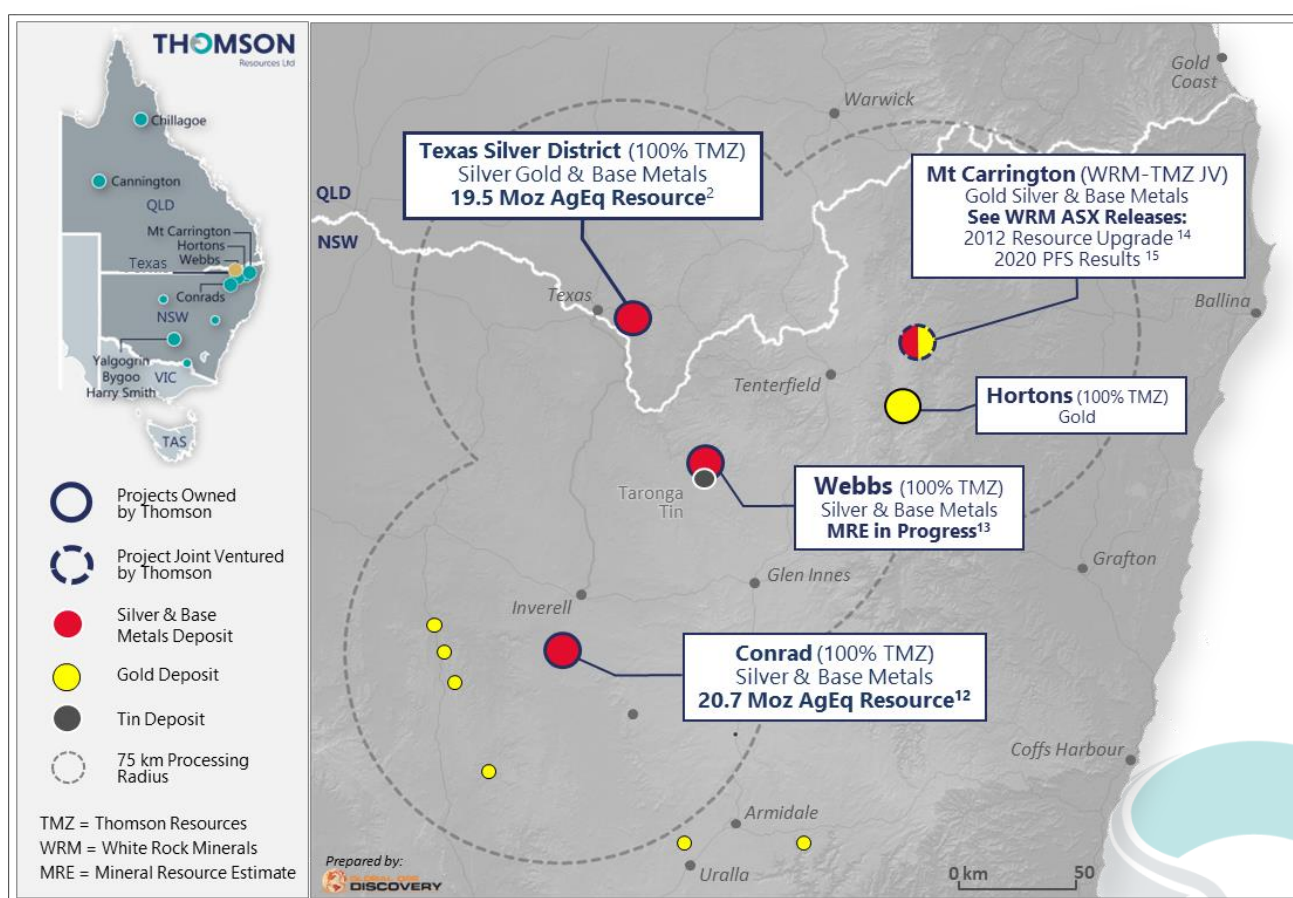 THOMSON
Resources Ltd
Chillagoe
Cannington
QLD
Mt Carrington
Hortons
Webbs
Texas
Conrads
NSW
Yalgogrin
Bygoo
Harry Smith
VIC
TAS
Projects Owned
by Thomson
Project Joint Ventured
by Thomson
Silver & Base
Metals Deposit
Gold Deposit
Tin Deposit
75 km Processing
Radius
TMZ = Thomson Resources
WRM = White Rock Minerals
MRE = Mineral Resource Estimate
Gold
Coast
Warwick
Texas Silver District (100% TMZ)
Silver Gold & Base Metals
19.5 Moz AgEq Resource²
Mt Carrington (WRM-TMZ JV)
Gold Silver & Base Metals
See WRM ASX Releases:
2012 Resource Upgrade ¹⁴
2020 PFS Results ¹⁵
QLD
NSW
Texas
Ballina
Tenterfield
Hortons (100% TMZ)
Gold
Taronga
Tin
Webbs (100% TMZ)
Silver & Base Metals
MRE in Progress¹³
Grafton
Glen Innes
Inverell
Conrad (100% TMZ)
Silver & Base Metals
20.7 Moz AgEq Resource¹²
Coffs Harbour
Armidale
Uralla
Prepared by:
GLOBAL ORE
DISCOVERY
0 km 50